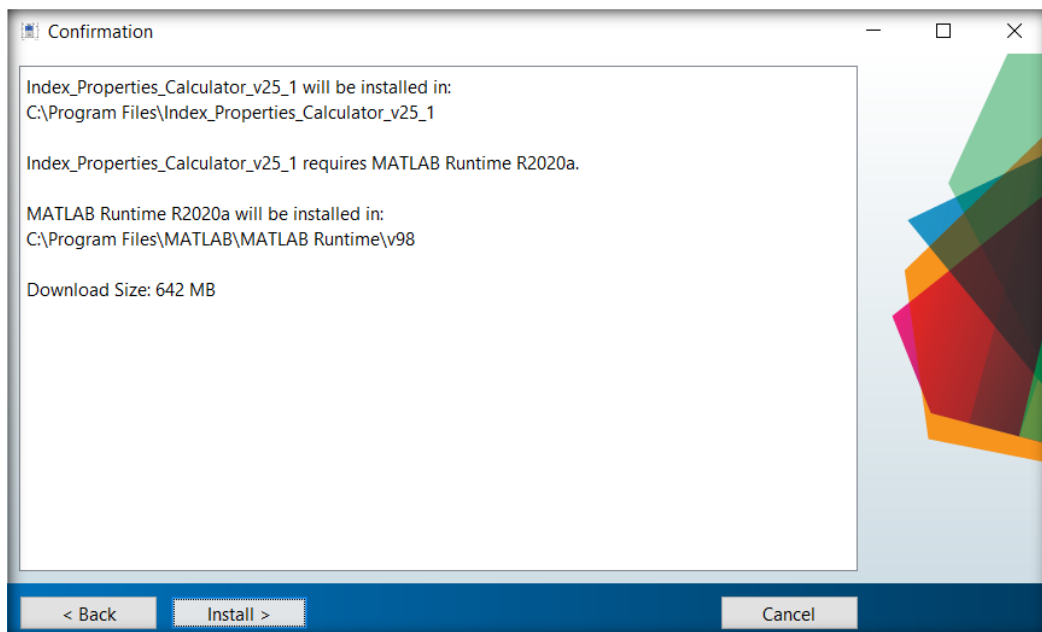 Confirmation
Index_Properties_Calculator_v25_1 will be installed in:
C:\Program Files\Index_Properties_Calculator_v25_1
Index_Properties_Calculator_v25_1 requires MATLAB Runtime R2020a.
MATLAB Runtime R2020a will be installed in:
C:\Program Files\MATLAB\MATLAB Runtime\v98
Download Size: 642 MB
< Back
Install >
Cancel